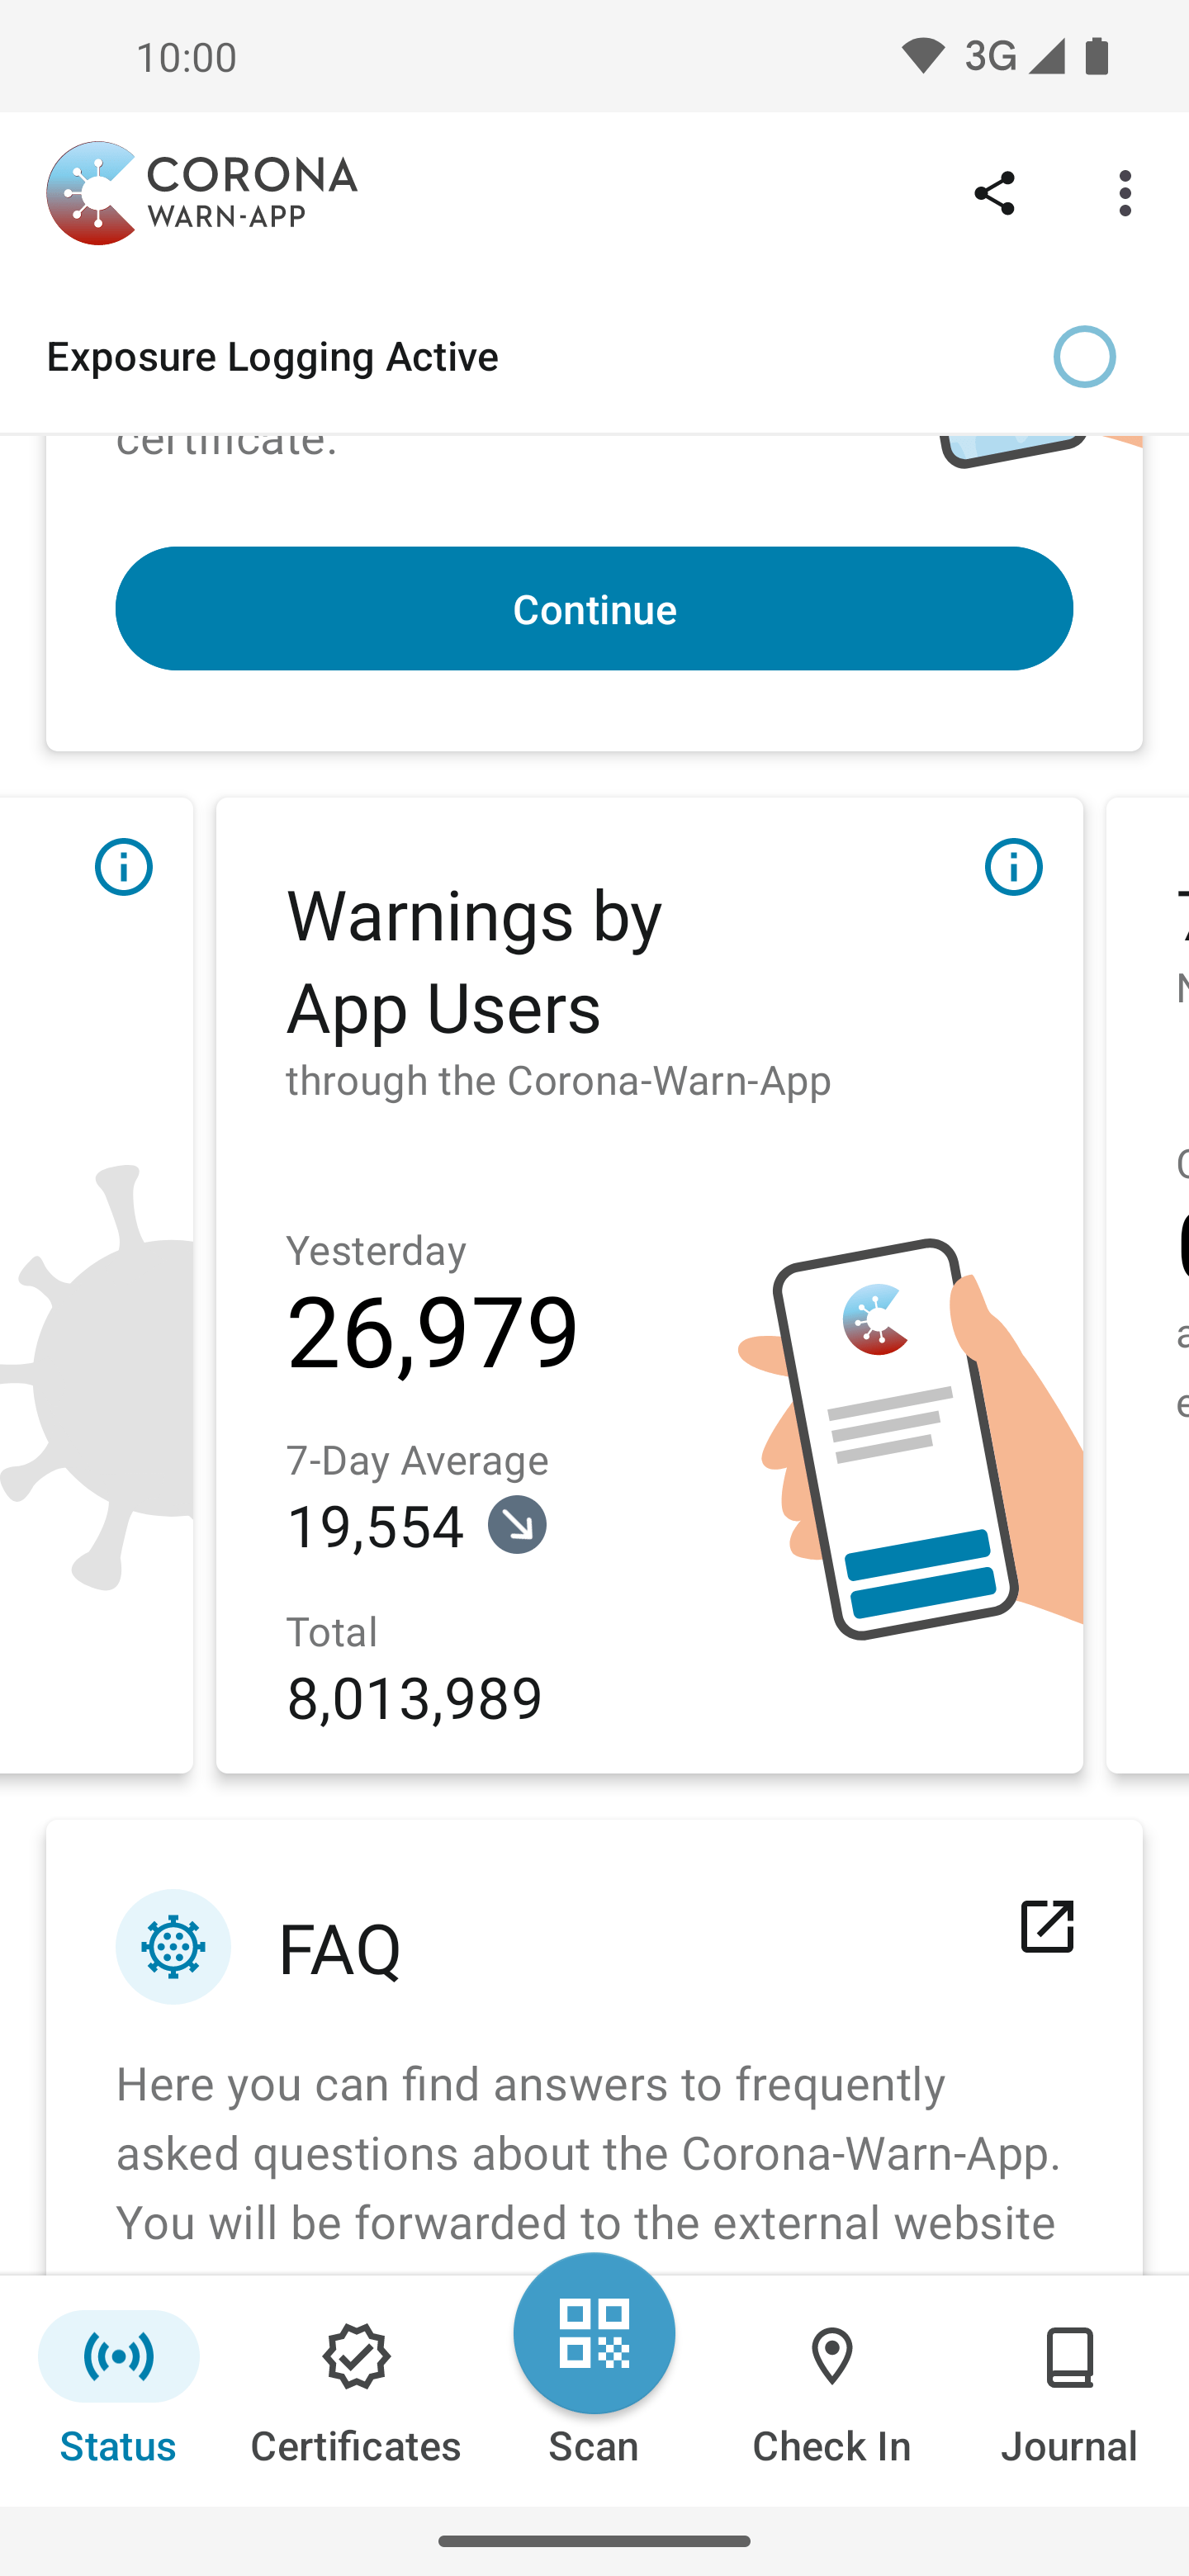 10:00
3G
CORONA
WARN-APP
Exposure Logging Active
certificate.
Continue
Warnings by
App Users
through the Corona-Warn-App
Yesterday
26,979
7-Day Average
19,554
Total
8,013,989
FAQ
Here you can find answers to frequently
asked questions about the Corona-Warn-App.
You will be forwarded to the external website
Status
Certificates
Scan
Check In
Journal